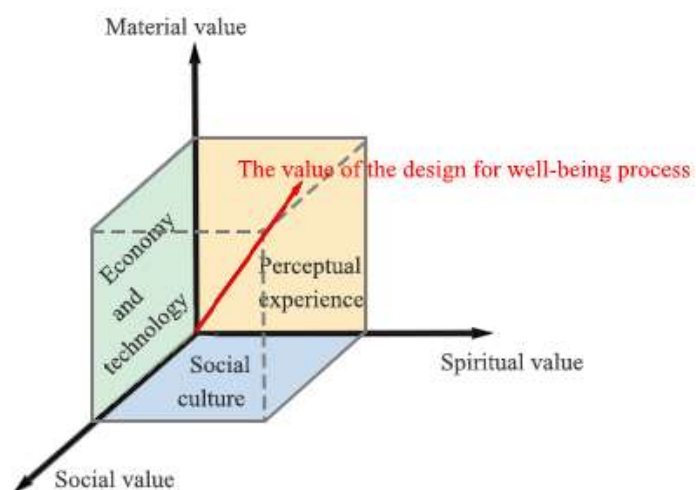 Material value
The value of the design for well-being process
Economy
and
technology
Perceptual
experience
Social
culture
Spiritual value
Social value